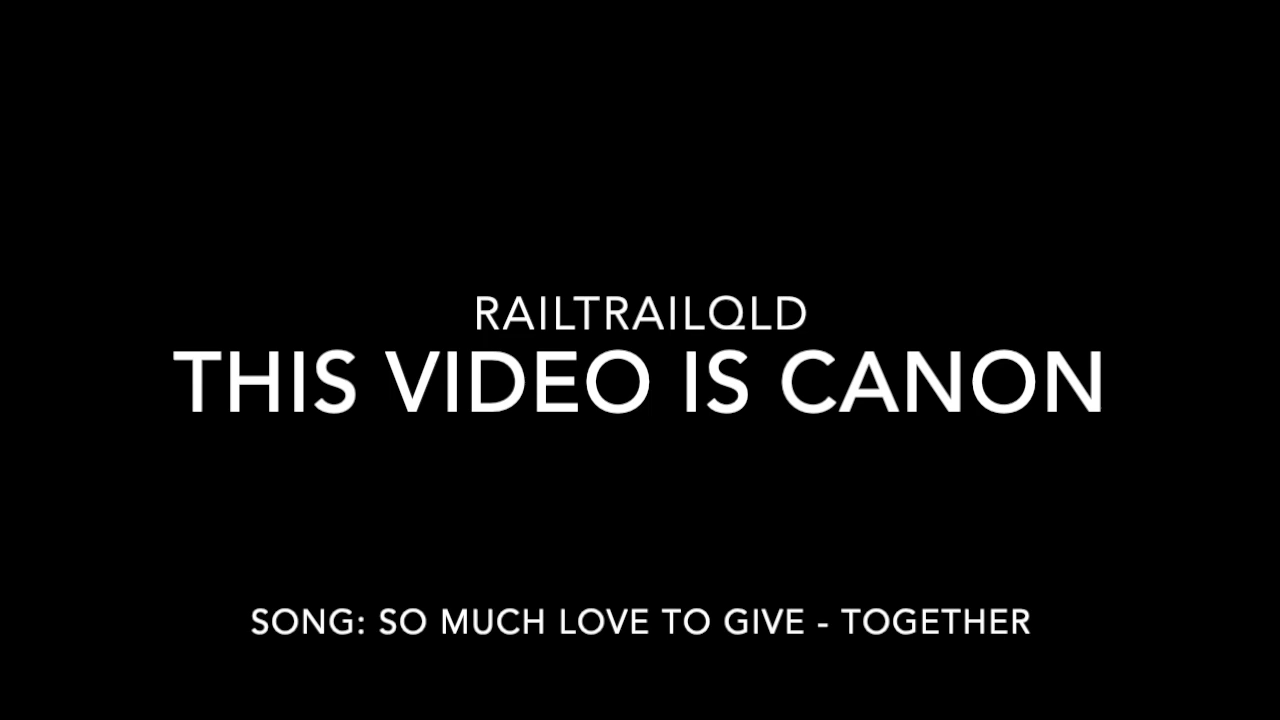 RAILTRAILQLD
THIS VIDEO IS CANON
SONG: SO MUCH LOVE TO GIVE - TOGETHER